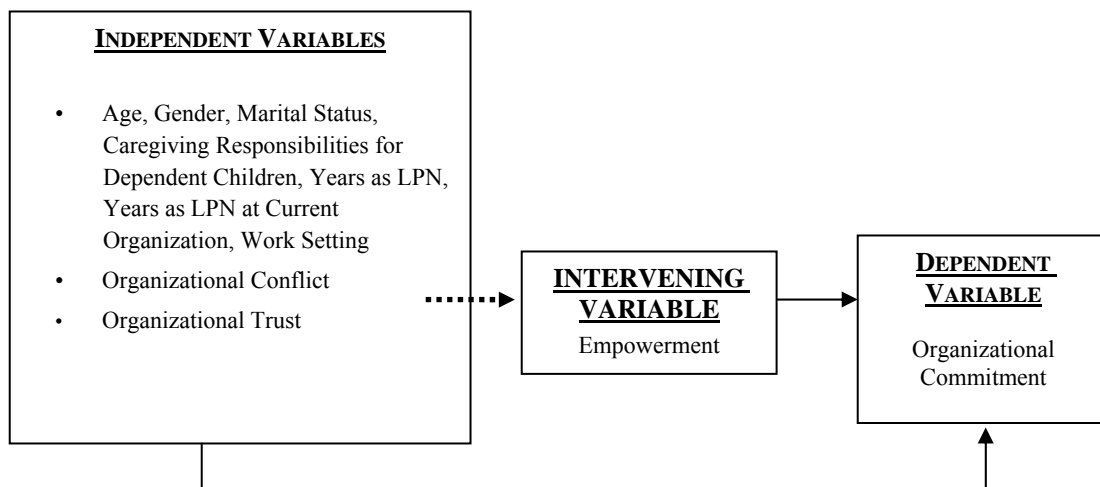 INDEPENDENT VARIABLES
• Age, Gender, Marital Status,
Caregiving Responsibilities for
Dependent Children, Years as LPN,
Years as LPN at Current
Organization, Work Setting
• Organizational Conflict
• Organizational Trust
INTERVENING
VARIABLE
Empowerment
DEPENDENT
VARIABLE
Organizational
Commitment